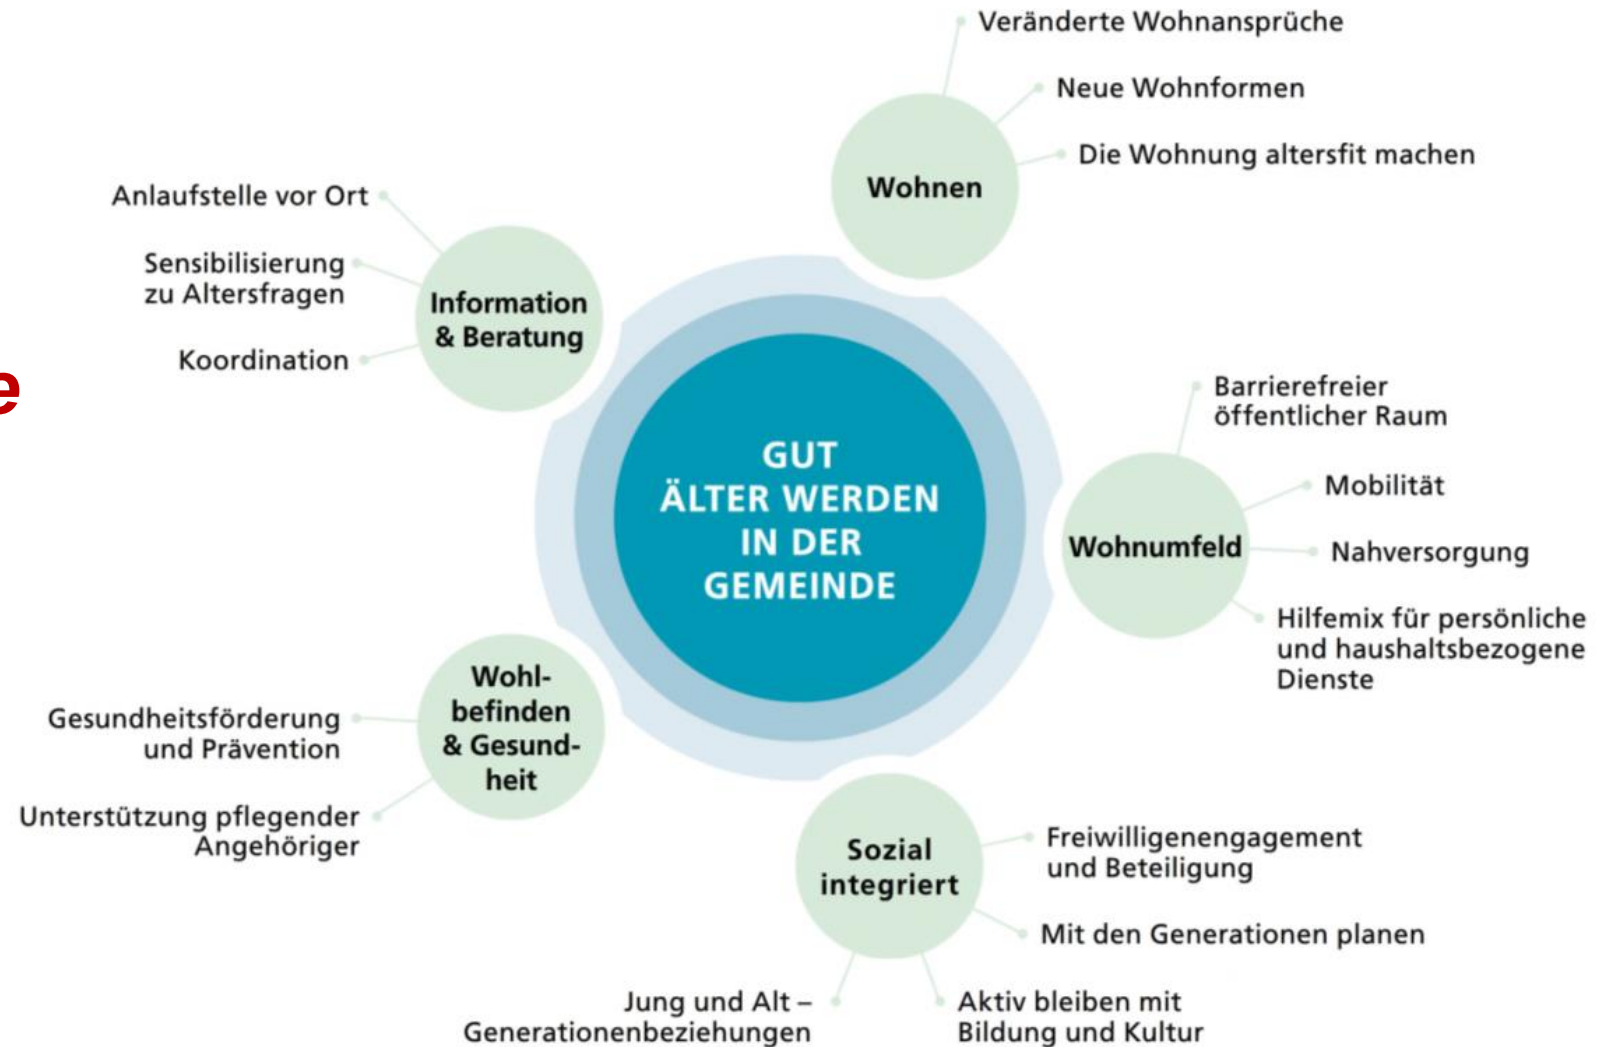 Veränderte Wohnansprüche
Neue Wohnformen
Die Wohnung altersfit machen
Wohnen
Anlaufstelle vor Ort
Sensibilisierung
zu Altersfragen
Koordination
Information
& Beratung
e
GUT
ÄLTER WERDEN
IN DER
GEMEINDE
Barrierefreier
öffentlicher Raum
Mobilität
Nahversorgung
Hilfemix für persönliche
und haushaltsbezogene
Dienste
Wohnumfeld
Wohl-
befinden
& Gesund-
heit
Gesundheitsförderung
und Prävention
Unterstützung pflegender
Angehöriger
Sozial
integriert
Freiwilligenengagement
und Beteiligung
Mit den Generationen planen
Jung und Alt –
Generationenbeziehungen
Aktiv bleiben mit
Bildung und Kultur